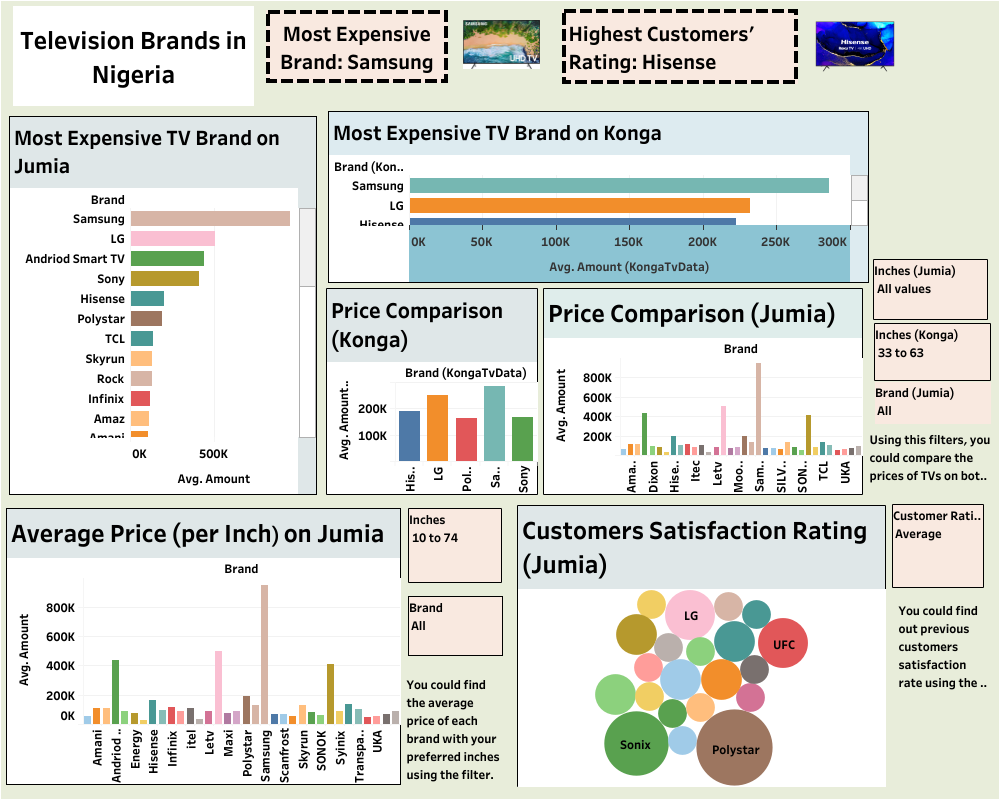 Television Brands in
Nigeria
Most Expensive
Brand: Samsung
SAMSUNG
UHD TV
Highest Customers'
Rating: Hisense
Hisense
Most Expensive TV Brand on
Jumia
Brand
Samsung
LG
Andriod Smart TV
Sony
Hisense
Polystar
TCL
Skyrun
Rock
Infinix
Amaz
Amani
0K 500K
Avg. Amount
Most Expensive TV Brand on Konga
Brand (Kon..
Samsung
LG
Hisense
0K 50K 100K 150K 200K 250K 300K
Avg. Amount (KongaTvData)
Price Comparison
(Konga)
Brand (KongaTvData)
Avg. Amount..
200K
100K
His..
LG
Pol..
Sa..
Sony
Price Comparison (Jumia)
Brand
Avg. Amount
800K
600K
400K
200K
Ama..
Dixon
Hise..
Itec
Letv
Moo..
Sam..
SILV..
SON..
TCL
UKA
Inches (Jumia)
All values
Inches (Konga)
33 to 63
Brand (Jumia)
All
Using this filters, you
could compare the
prices of TVs on bot..
Average Price (per Inch) on Jumia
Brand
Avg. Amount
800K
600K
400K
200K
0K
Amani
Andriod ..
Energy
Hisense
Infinix
itel
Letv
Maxi
Polystar
Samsung
Scanfrost
Skyrun
SONOK
Syinix
Transpa..
UKA
Inches
10 to 74
Brand
All
You could find
the average
price of each
brand with your
preferred inches
using the filter.
Customers Satisfaction Rating
(Jumia)
LG
UFC
Sonix
Polystar
Customer Rati..
Average
You could find
out previous
customers
satisfaction
rate using the ..